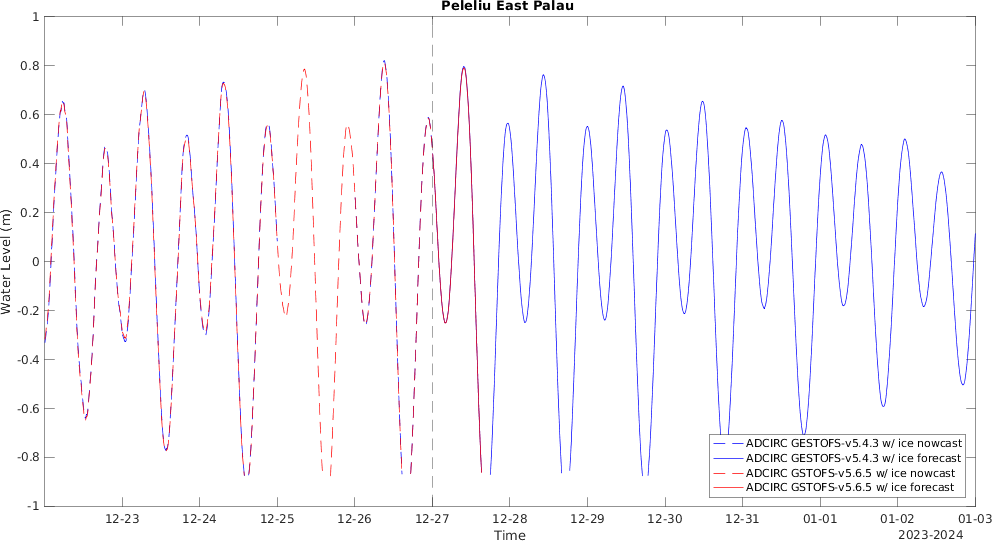 Peleliu East Palau
1
0.8
0.6
0.4
0.2
0
-0.2
-0.4
-0.6
-0.8
-1
Water Level (m)
ADCIRC GESTOFS-v5.4.3 w/ ice nowcast
ADCIRC GESTOFS-v5.4.3 w/ ice forecast
ADCIRC GSTOFS-v5.6.5 w/ ice nowcast
ADCIRC GSTOFS-v5.6.5 w/ ice forecast
12-23 12-24 12-25 12-26 12-27 12-28 12-29 12-30 12-31 01-01 01-02 01-03
Time
2023-2024